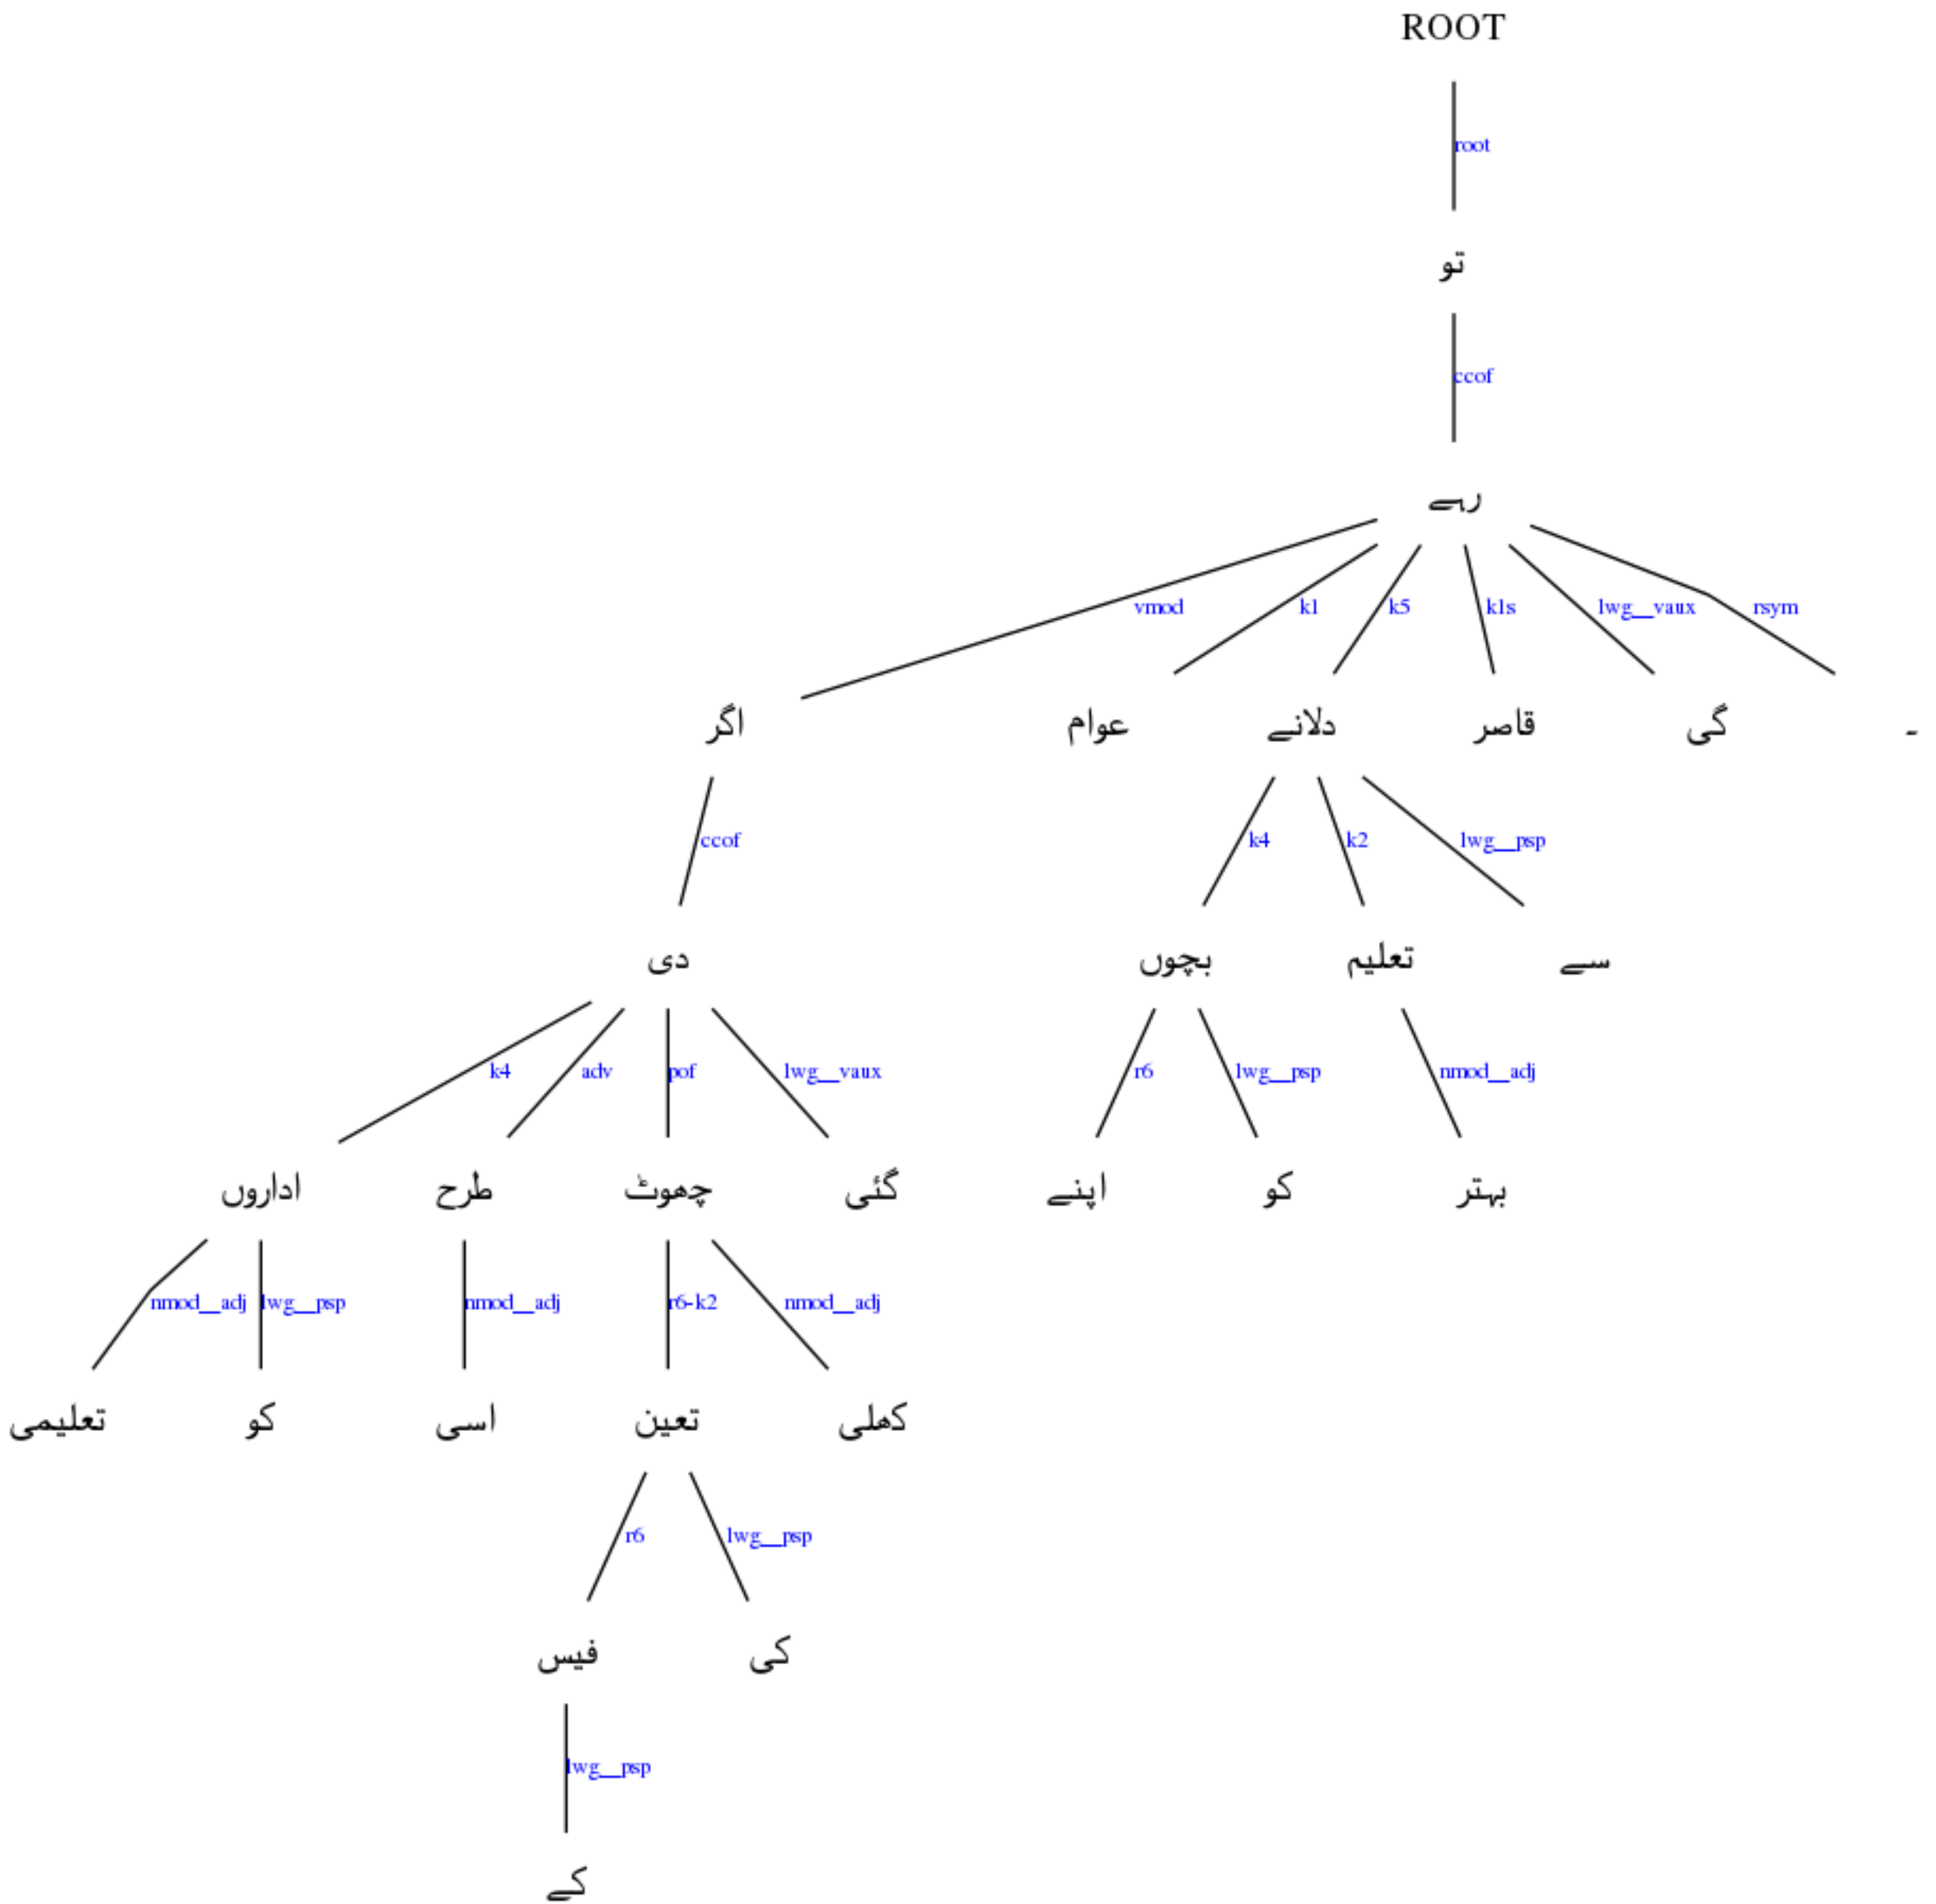 ROOT
root
تو
ccof
رہے
vmod k1 k5 k1s lwg__vaux rsym
اگر عوام دلانے قاصر گی ۔
ccof k4 k2 lwg__psp
دی بچوں تعلیم سے
k4 adv pof lwg__vaux r6 lwg__psp nmod__adj
اداروں طرح چھوٹ گئی اپنے کو بہتر
nmod__adj lwg__psp nmod__adj r6-k2 nmod__adj
تعلیمی کو اسی تعین کھلی
r6 lwg__psp
فیس کی
lwg__psp
کے